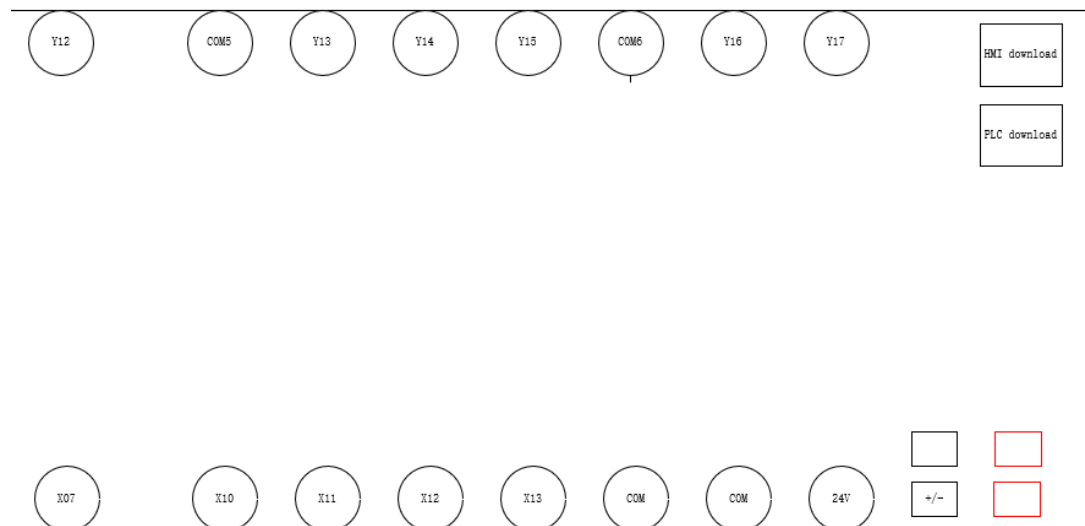 Y12
COM5
Y13
Y14
Y15
COM6
Y16
Y17
HMI download
PLC download
X07
X10
X11
X12
X13
COM
COM
24V
+/-